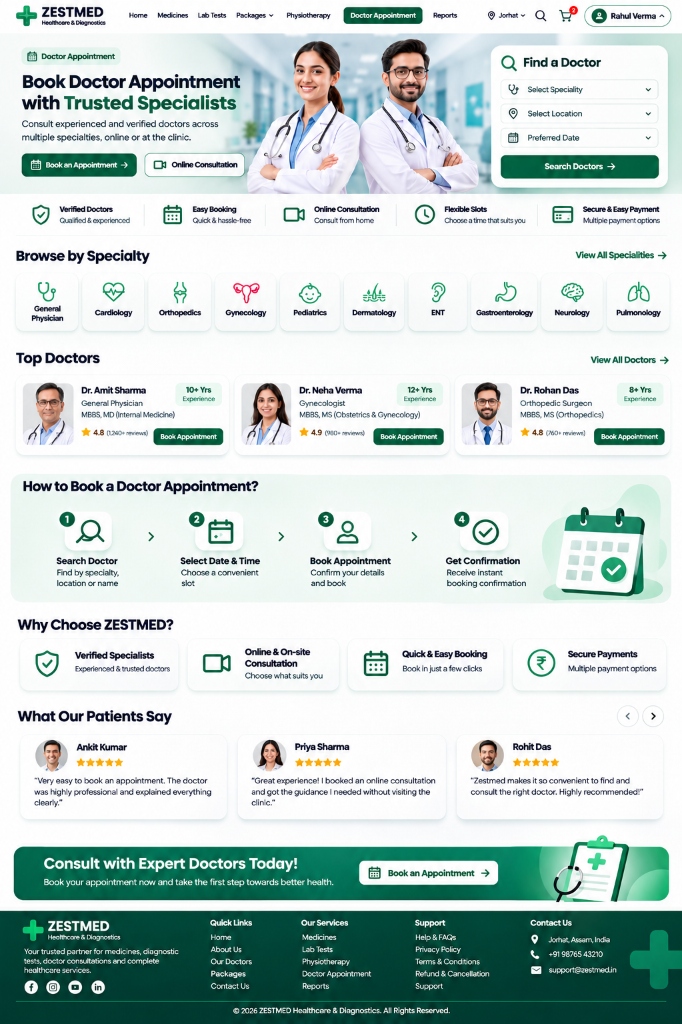 ZESTMED
Healthcare & Diagnostics
Home
Medicines
Lab Tests
Packages
Physiotherapy
Doctor Appointment
Reports
Jorhat
2
Rahul Verma
Doctor Appointment
Book Doctor Appointment
with Trusted Specialists
Consult experienced and verified doctors across
multiple specialties, online or at the clinic.
Book an Appointment →
Online Consultation
Find a Doctor
Select Speciality
Select Location
Preferred Date
Search Doctors →
Verified Doctors
Qualified & experienced
Easy Booking
Quick & hassle-free
Online Consultation
Consult from home
Flexible Slots
Choose a time that suits you
Secure & Easy Payment
Multiple payment options
Browse by Specialty
View All Specialities →
General
Physician
Cardiology
Orthopedics
Gynecology
Pediatrics
Dermatology
ENT
Gastroenterology
Neurology
Pulmonology
Top Doctors
View All Doctors →
Dr. Amit Sharma
General Physician
MBBS, MD (Internal Medicine)
4.8 (1,240+ reviews)
10+ Yrs
Experience
Book Appointment
Dr. Neha Verma
Gynecologist
MBBS, MS (Obstetrics & Gynecology)
4.9 (980+ reviews)
12+ Yrs
Experience
Book Appointment
Dr. Rohan Das
Orthopedic Surgeon
MBBS, MS (Orthopedics)
4.8 (760+ reviews)
8+ Yrs
Experience
Book Appointment
How to Book a Doctor Appointment?
1
Search Doctor
Find by specialty,
location or name
2
Select Date & Time
Choose a convenient
slot
3
Book Appointment
Confirm your details
and book
4
Get Confirmation
Receive instant
booking confirmation
Why Choose ZESTMED?
Verified Specialists
Experienced & trusted doctors
Online & On-site
Consultation
Choose what suits you
Quick & Easy Booking
Book in just a few clicks
₹
Secure Payments
Multiple payment options
What Our Patients Say
Ankit Kumar
"Very easy to book an appointment. The doctor
was highly professional and explained everything
clearly."
Priya Sharma
"Great experience! I booked an online consultation
and got the guidance I needed without visiting the
clinic."
Rohit Das
"Zestmed makes it so convenient to find and
consult the right doctor. Highly recommended!"
Consult with Expert Doctors Today!
Book your appointment now and take the first step towards better health.
Book an Appointment →
ZESTMED
Healthcare & Diagnostics
Your trusted partner for medicines, diagnostic
tests, doctor consultations and complete
healthcare services.
Quick Links
Home
About Us
Our Doctors
Packages
Contact Us
Our Services
Medicines
Lab Tests
Physiotherapy
Doctor Appointment
Reports
Support
Help & FAQs
Privacy Policy
Terms & Conditions
Refund & Cancellation
Support
Contact Us
Jorhat, Assam, India
+91 98765 43210
support@zestmed.in
© 2026 ZESTMED Healthcare & Diagnostics. All Rights Reserved.